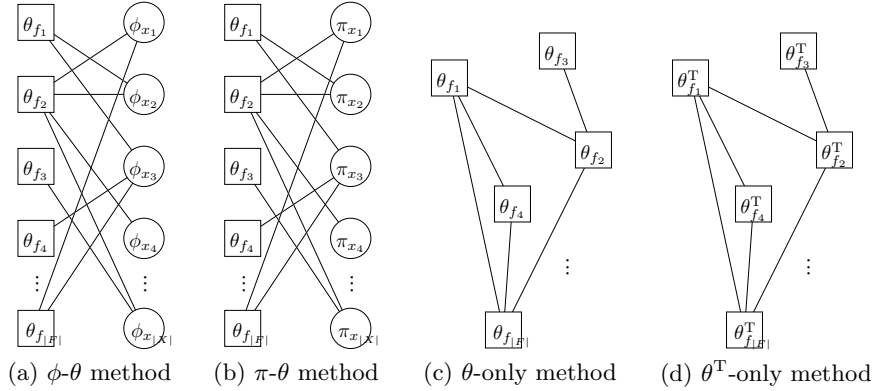 θ_{f_1} φ_{x_1}
θ_{f_2} φ_{x_2}
θ_{f_3} φ_{x_3}
θ_{f_4} φ_{x_4}
⋮ ⋮
θ_{f_{|F|}} φ_{x_{|X|}}
(a) φ-θ method
θ_{f_1} π_{x_1}
θ_{f_2} π_{x_2}
θ_{f_3} π_{x_3}
θ_{f_4} π_{x_4}
⋮ ⋮
θ_{f_{|F|}} π_{x_{|X|}}
(b) π-θ method
θ_{f_3}
θ_{f_1}
θ_{f_2}
θ_{f_4}
⋮
θ_{f_{|F|}}
(c) θ-only method
θ^T_{f_3}
θ^T_{f_1}
θ^T_{f_2}
θ^T_{f_4}
⋮
θ^T_{f_{|F|}}
(d) θ^T-only method